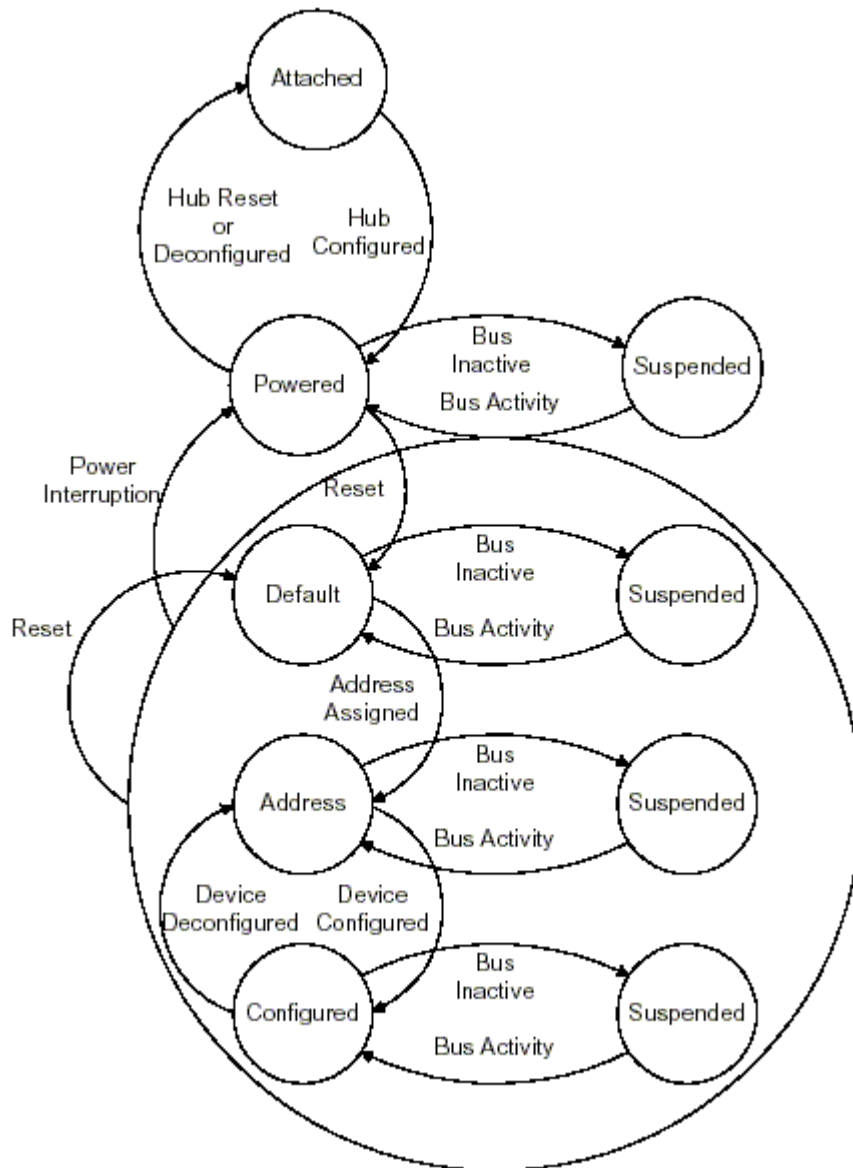 Attached
Hub Reset
or
Deconfigured
Hub
Configured
Bus
Inactive
Powered
Suspended
Bus Activity
Power
Interruption
Reset
Bus
Inactive
Default
Suspended
Reset
Bus Activity
Address
Assigned
Bus
Inactive
Address
Suspended
Bus Activity
Device
Deconfigured
Device
Configured
Bus
Inactive
Configured
Suspended
Bus Activity